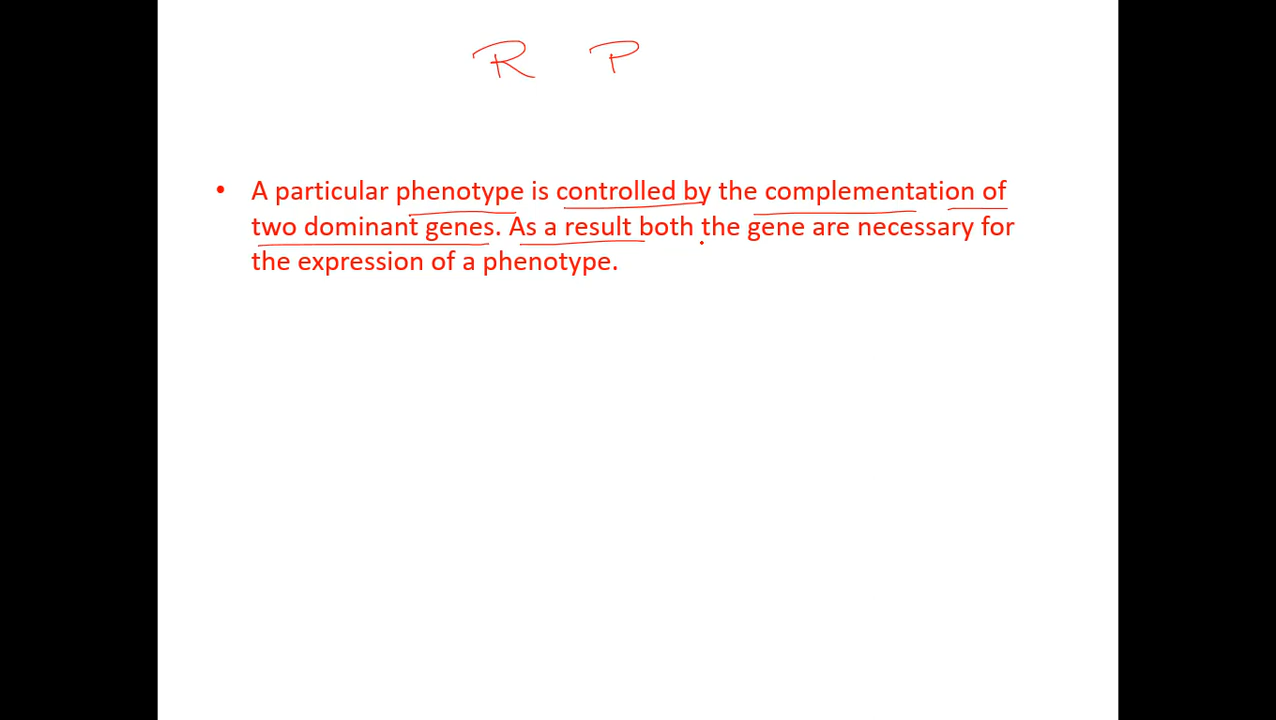 R P
• A particular phenotype is controlled by the complementation of
two dominant genes. As a result both the gene are necessary for
the expression of a phenotype.